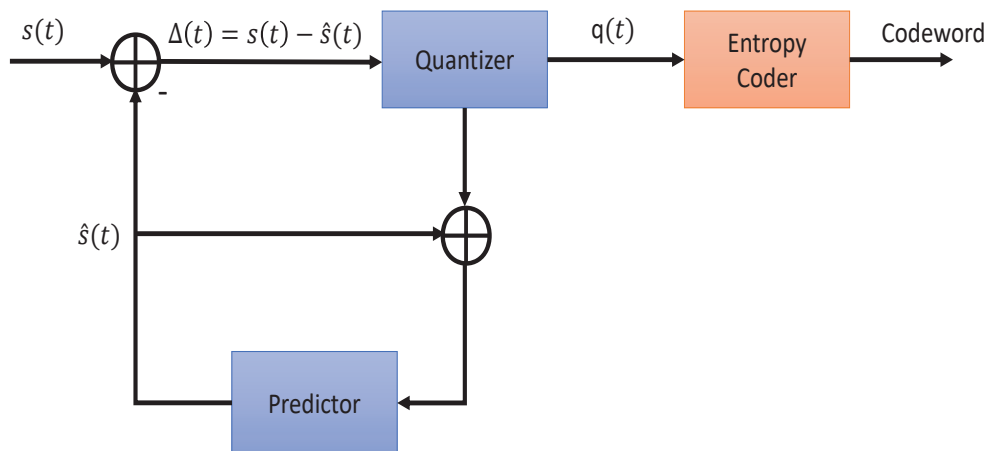 s(t)
Δ(t) = s(t) − ŝ(t)
Quantizer
q(t)
Entropy
Coder
Codeword
-
ŝ(t)
Predictor